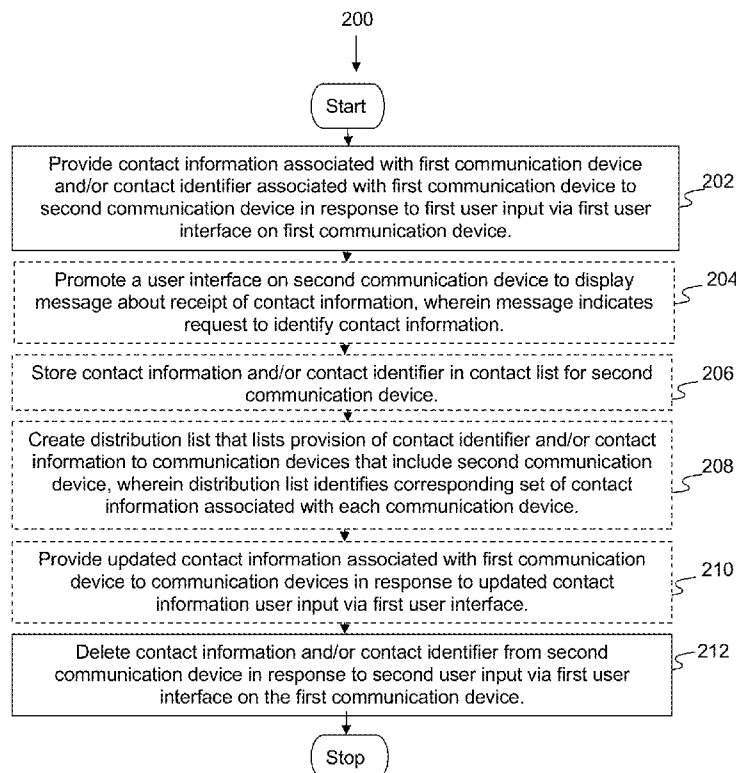 200
Start
Provide contact information associated with first communication device
and/or contact identifier associated with first communication device to
second communication device in response to first user input via first user
interface on first communication device.
202
Promote a user interface on second communication device to display
message about receipt of contact information, wherein message indicates
request to identify contact information.
204
Store contact information and/or contact identifier in contact list for second
communication device.
206
Create distribution list that lists provision of contact identifier and/or contact
information to communication devices that include second communication
device, wherein distribution list identifies corresponding set of contact
information associated with each communication device.
208
Provide updated contact information associated with first communication
device to communication devices in response to updated contact
information user input via first user interface.
210
Delete contact information and/or contact identifier from second
communication device in response to second user input via first user
interface on the first communication device.
212
Stop